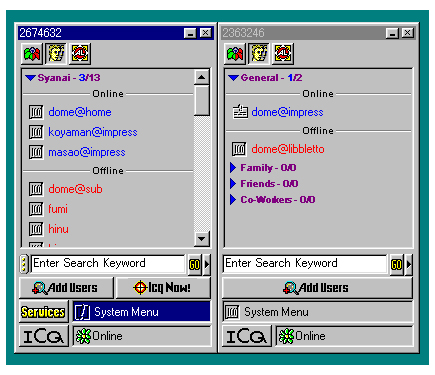 2674632
Syanai - 3/13
Online
dome@home
koyaman@impress
masao@impress
Offline
dome@sub
fumi
hinu
Enter Search Keyword
GO
Add Users
Icq Now!
Services
System Menu
ICQ
Online
2363246
General - 1/2
Online
dome@impress
Offline
dome@libbletto
Family - 0/0
Friends - 0/0
Co-Workers - 0/0
Enter Search Keyword
GO
Add Users
System Menu
ICQ
Online